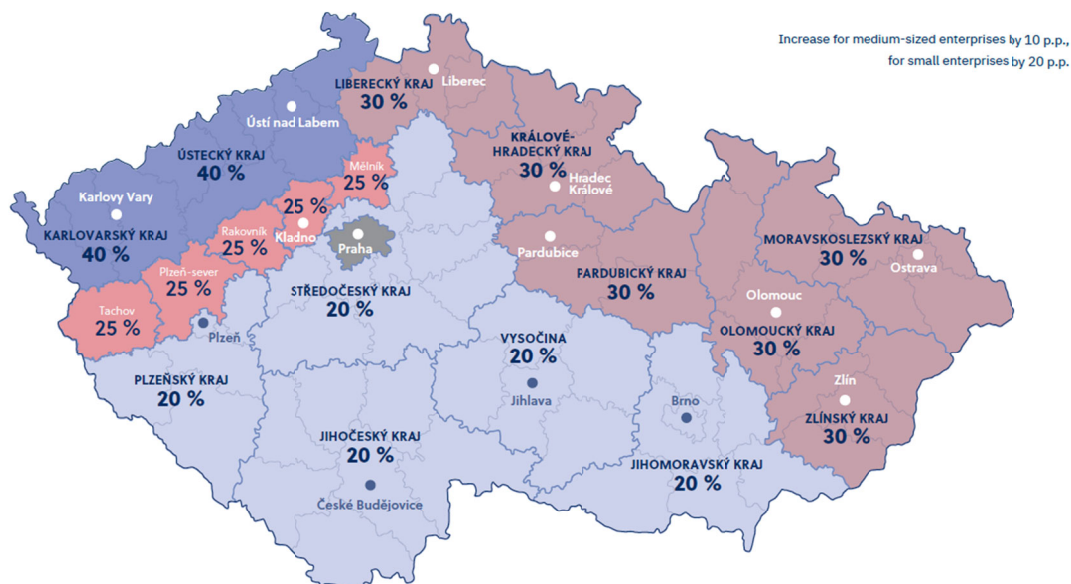 Increase for medium-sized enterprises by 10 p.p.,
for small enterprises by 20 p.p.
LIBERECKÝ KRAJ
30 %
Liberec
Ústí nad Labem
ÚSTECKÝ KRAJ
40 %
KRÁLOVÉ-
HRADECKÝ KRAJ
30 %
Hradec
Králové
Mělník
25 %
Karlovy Vary
KARLOVARSKÝ KRAJ
40 %
25 %
Kladno
Rakovník
25 %
Praha
Plzeň-sever
25 %
Tachov
25 %
Plzeň
STŘEDOČESKÝ KRAJ
20 %
Pardubice
FARDUBICKÝ KRAJ
30 %
MORAVSKOSLEZSKÝ KRAJ
30 %
Ostrava
Olomouc
OLOMOUCKÝ KRAJ
30 %
VYSOČINA
20 %
Jihlava
PLZEŇSKÝ KRAJ
20 %
Brno
Zlín
ZLÍNSKÝ KRAJ
30 %
JIHOČESKÝ KRAJ
20 %
České Budějovice
JIHOMORAVSKÝ KRAJ
20 %